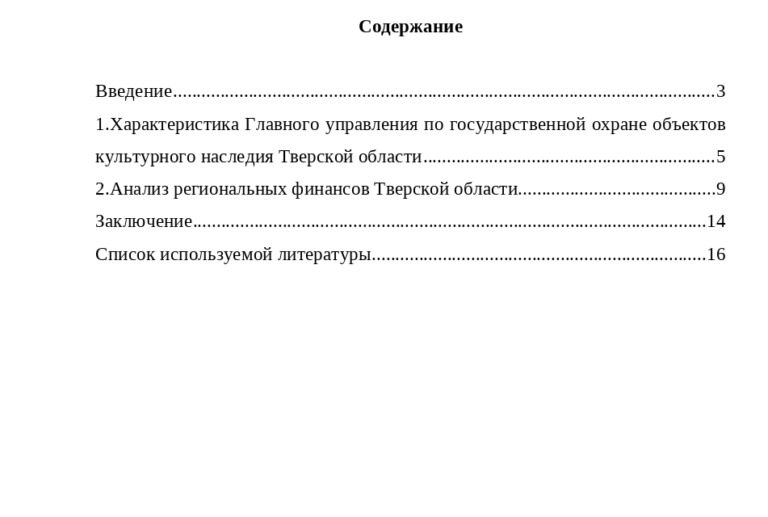 Содержание
Введение....................................................................................................................3
1.Характеристика Главного управления по государственной охране объектов
культурного наследия Тверской области..............................................................5
2.Анализ региональных финансов Тверской области..........................................9
Заключение.............................................................................................................14
Список используемой литературы.......................................................................16